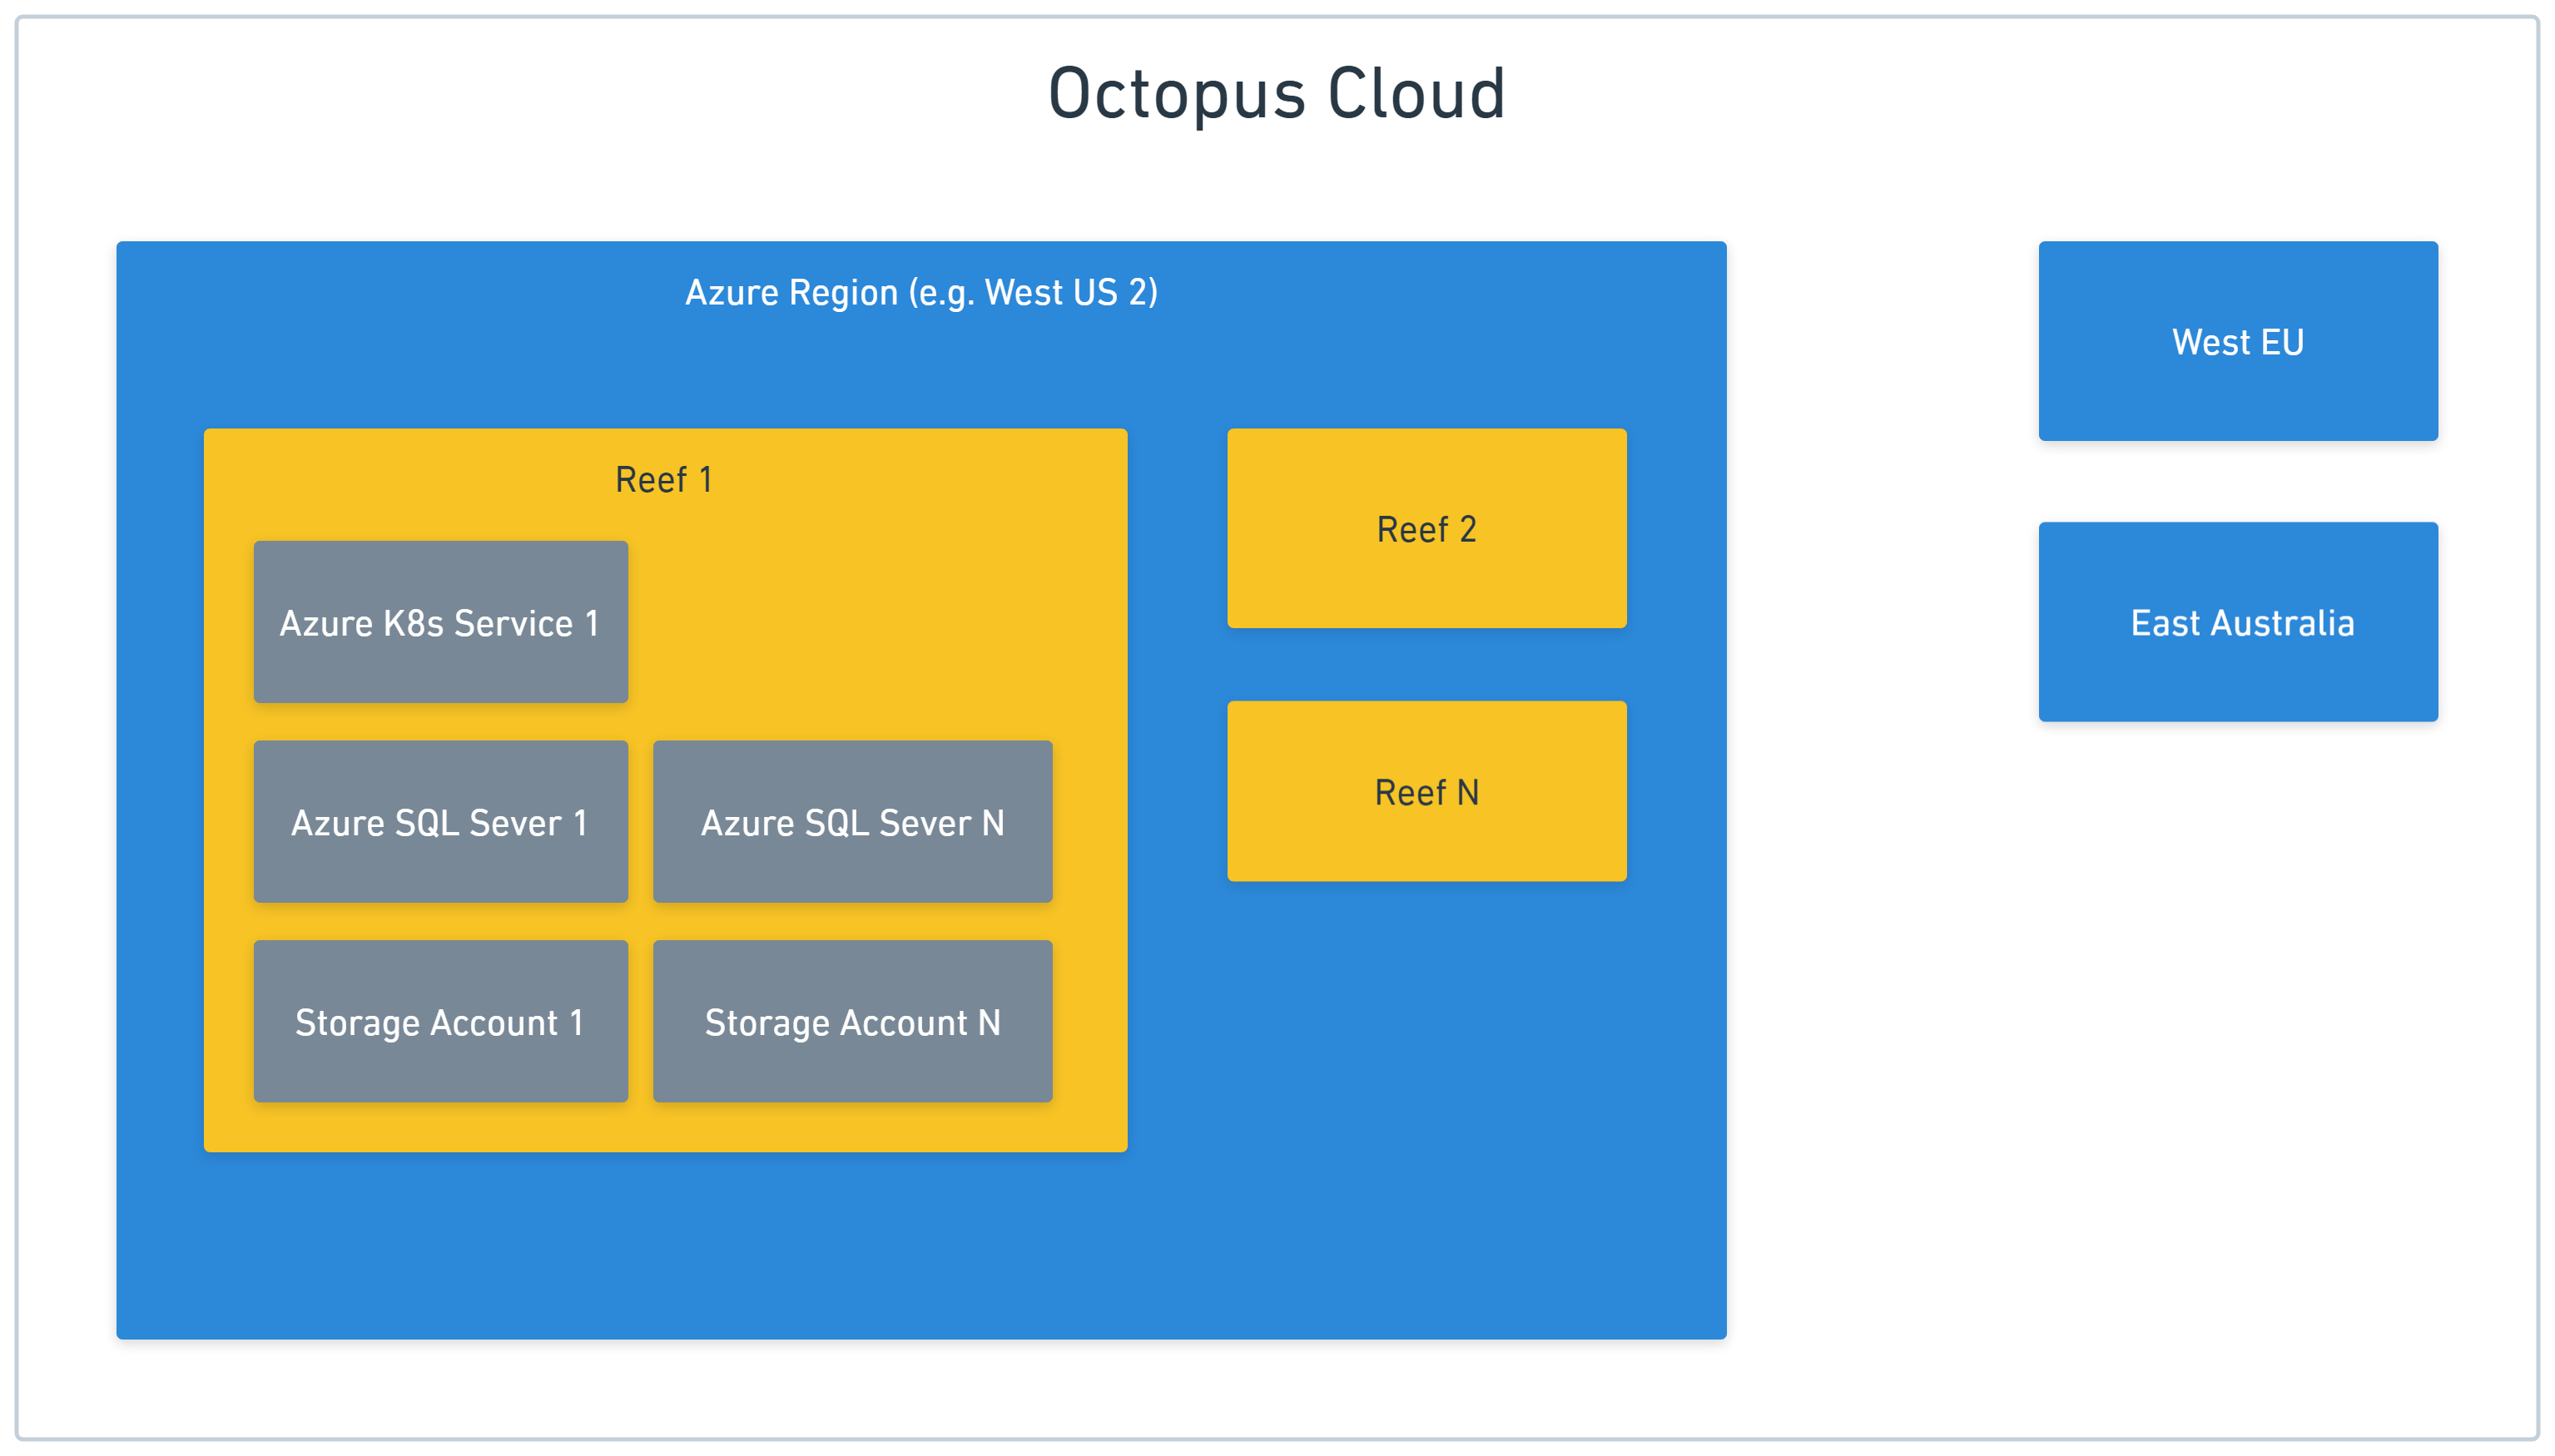 Octopus Cloud
Azure Region (e.g. West US 2)
Reef 1
Azure K8s Service 1
Azure SQL Sever 1
Azure SQL Sever N
Storage Account 1
Storage Account N
Reef 2
Reef N
West EU
East Australia